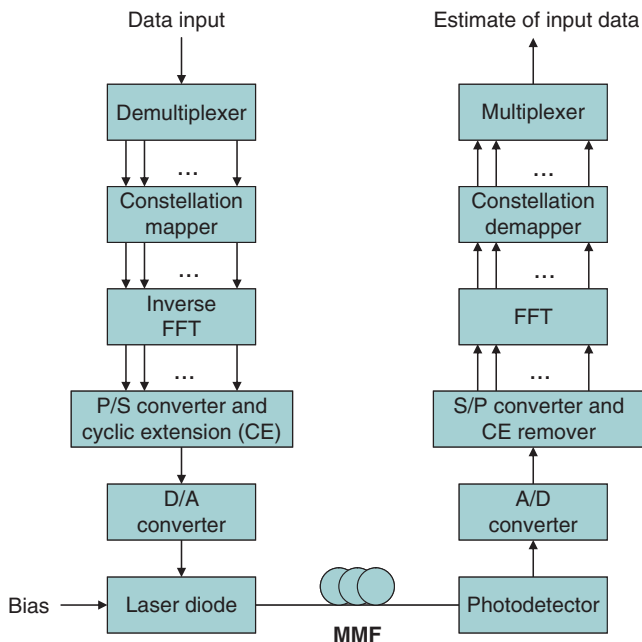 Data input
Estimate of input data
Demultiplexer
Multiplexer
...
...
Constellation
mapper
Constellation
demapper
...
...
Inverse
FFT
FFT
...
...
P/S converter and
cyclic extension (CE)
S/P converter and
CE remover
D/A
converter
A/D
converter
Bias
Laser diode
Photodetector
MMF